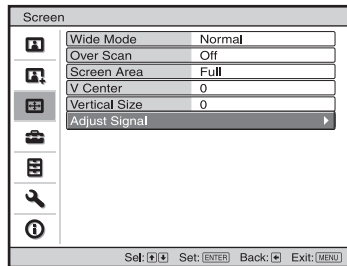 Screen
Wide Mode Normal
Over Scan Off
Screen Area Full
V Center 0
Vertical Size 0
Adjust Signal
Sel: Set: ENTER Back: Exit: MENU